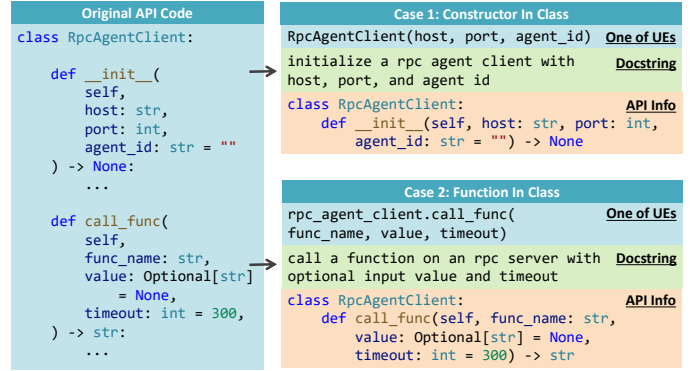 Original API Code
class RpcAgentClient:
def __init__(
self,
host: str,
port: int,
agent_id: str = ""
) -> None:
...
def call_func(
self,
func_name: str,
value: Optional[str]
= None,
timeout: int = 300,
) -> str:
...
Case 1: Constructor In Class
RpcAgentClient(host, port, agent_id) One of UEs
initialize a rpc agent client with Docstring
host, port, and agent id
class RpcAgentClient: API Info
def __init__(self, host: str, port: int,
agent_id: str = "") -> None
Case 2: Function In Class
rpc_agent_client.call_func( One of UEs
func_name, value, timeout)
call a function on an rpc server with Docstring
optional input value and timeout
class RpcAgentClient: API Info
def call_func(self, func_name: str,
value: Optional[str] = None,
timeout: int = 300) -> str